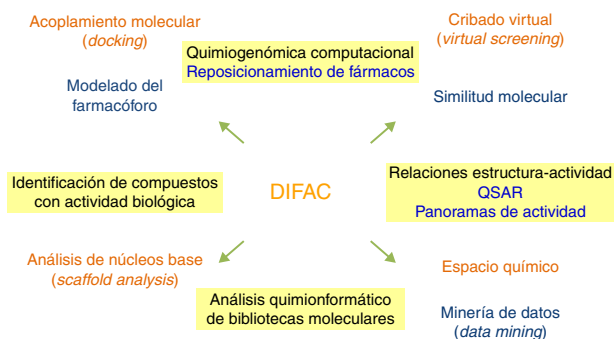 Acoplamiento molecular
(docking)
Quimiogenómica computacional
Reposicionamiento de fármacos
Cribado virtual
(virtual screening)
Modelado del
farmacóforo
Similitud molecular
Identificación de compuestos
con actividad biológica
DIFAC
Relaciones estructura-actividad
QSAR
Panoramas de actividad
Análisis de núcleos base
(scaffold analysis)
Análisis quimionformático
de bibliotecas moleculares
Espacio químico
Minería de datos
(data mining)